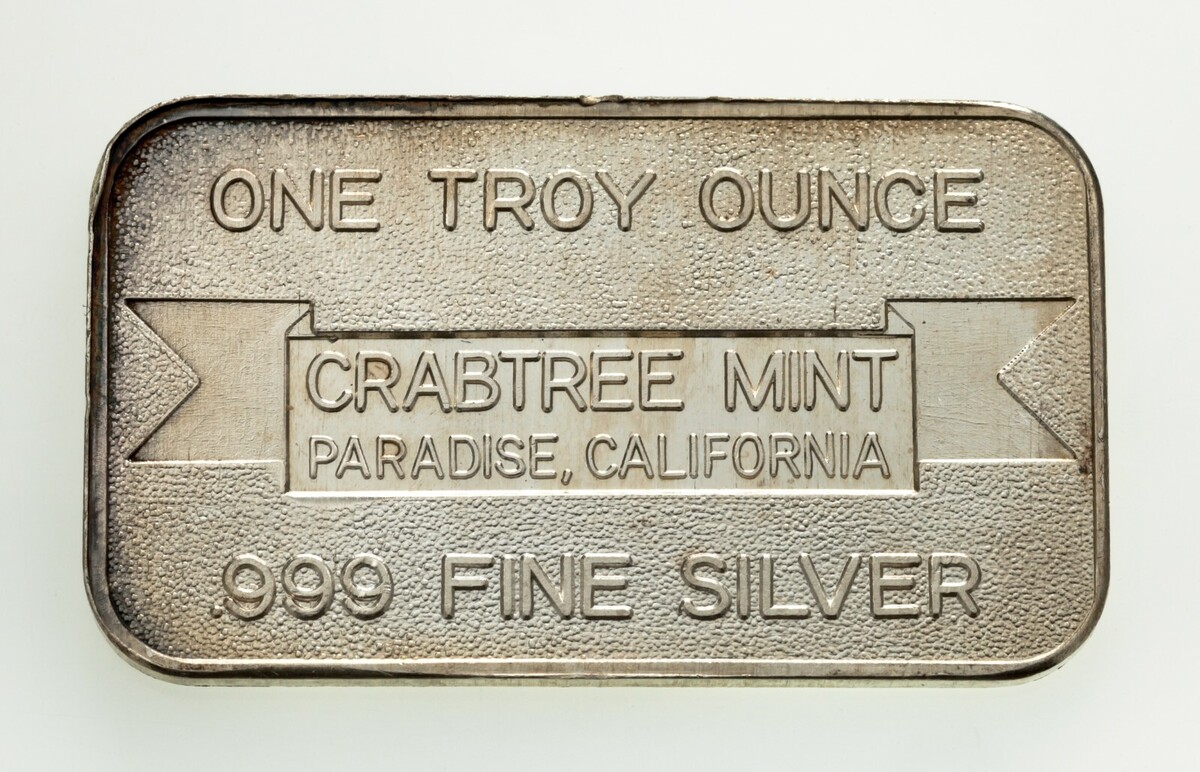 ONE TROY OUNCE
CRABTREE MINT
PARADISE, CALIFORNIA
.999 FINE SILVER